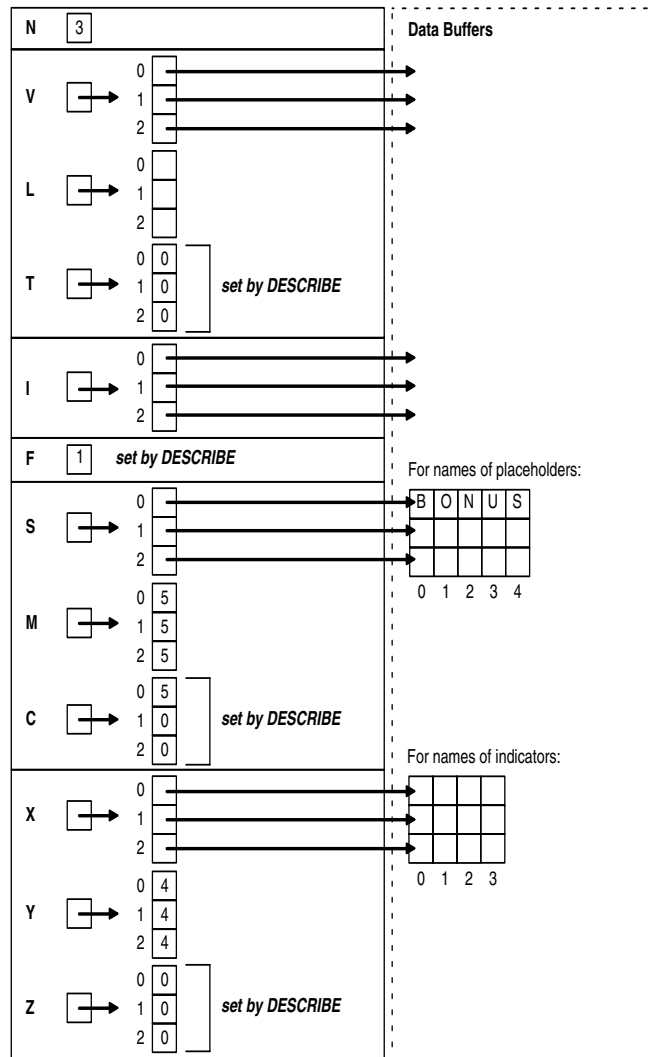 N 3 Data Buffers
0
V 1
2
0
L 1
2
0 0
T 1 0 set by DESCRIBE
2 0
0
I 1
2
F 1 set by DESCRIBE
For names of placeholders:
0 B O N U S
S 1
2
0 1 2 3 4
0 5
M 1 5
2 5
0 5
C 1 0 set by DESCRIBE
2 0
For names of indicators:
0
X 1
2
0 1 2 3
0 4
Y 1 4
2 4
0 0
Z 1 0 set by DESCRIBE
2 0